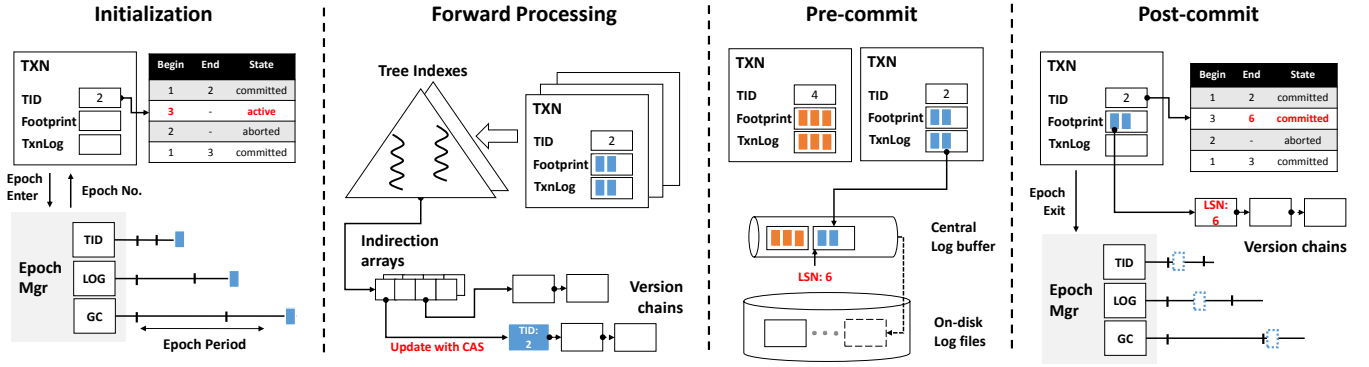 Initialization
TXN
TID 2
Footprint
TxnLog
Begin End State
1 2 committed
3 - active
2 - aborted
1 3 committed
Epoch
Enter
Epoch No.
Epoch
Mgr
TID
LOG
GC
Epoch Period
Forward Processing
Tree Indexes
TXN
TID 2
Footprint
TxnLog
Indirection
arrays
Version
chains
Update with CAS
TID:
2
Pre-commit
TXN
TID 4
Footprint
TxnLog
TXN
TID 2
Footprint
TxnLog
Central
Log buffer
LSN: 6
On-disk
Log files
Post-commit
TXN
TID 2
Footprint
TxnLog
Begin End State
1 2 committed
3 6 committed
2 - aborted
1 3 committed
Epoch
Exit
LSN:
6
Version chains
Epoch
Mgr
TID
LOG
GC